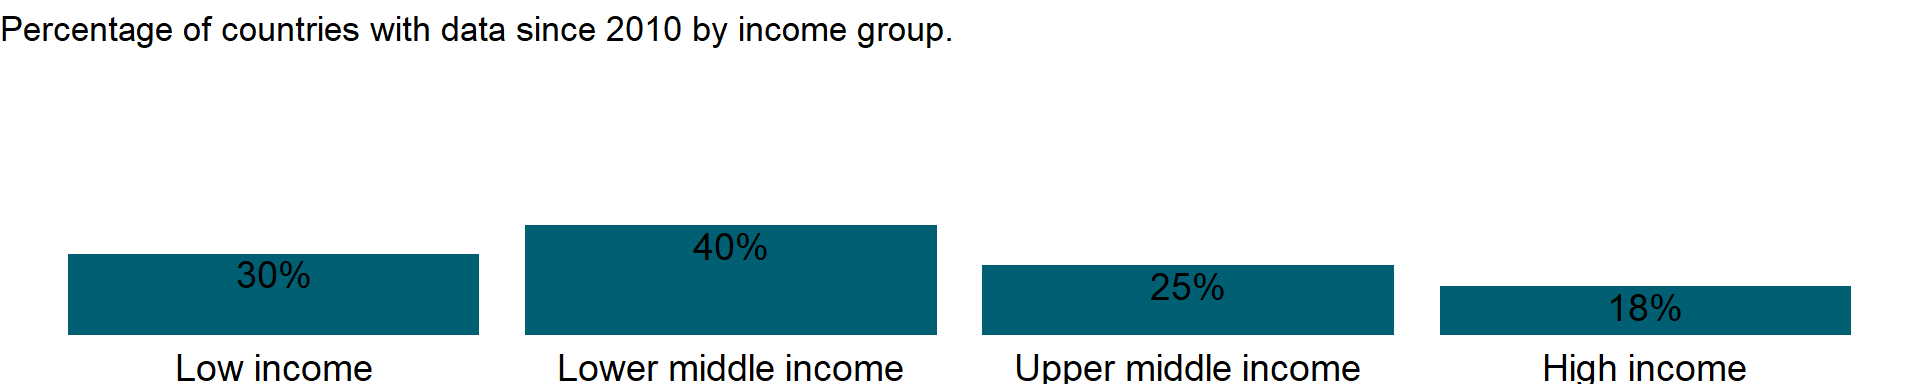 Percentage of countries with data since 2010 by income group.
30%
40%
25%
18%
Low income
Lower middle income
Upper middle income
High income